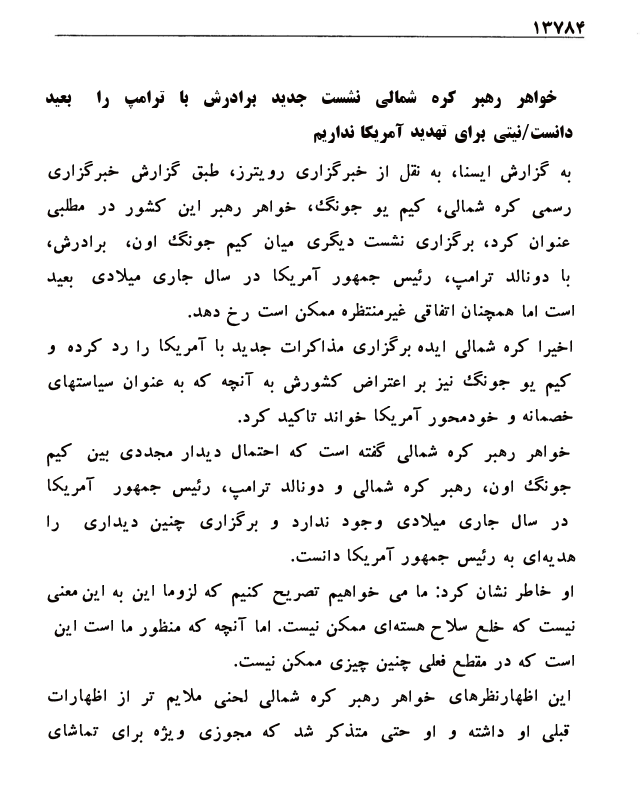 ۱۳۷۸۴
خواهر رهبر کره شمالی نشست جدید برادرش با ترامپ را بعید
دانست/نیتی برای تهدید آمریکا نداریم
به گزارش ایسنا، به نقل از خبرگزاری رویترز، طبق گزارش خبرگزاری
رسمی کره شمالی، کیم یو جونگ، خواهر رهبر این کشور در مطلبی
عنوان کرد، برگزاری نشست دیگری میان کیم جونگ اون، برادرش،
با دونالد ترامپ، رئیس جمهور آمریکا در سال جاری میلادی بعید
است اما همچنان اتفاقی غیرمنتظره ممکن است رخ دهد.
اخیرا کره شمالی ایده برگزاری مذاکرات جدید با آمریکا را رد کرده و
کیم یو جونگ نیز بر اعتراض کشورش به آنچه که به عنوان سیاستهای
خصمانه و خودمحور آمریکا خواند تاکید کرد.
خواهر رهبر کره شمالی گفته است که احتمال دیدار مجددی بین کیم
جونگ اون، رهبر کره شمالی و دونالد ترامپ، رئیس جمهور آمریکا
در سال جاری میلادی وجود ندارد و برگزاری چنین دیداری را
هدیه‌ای به رئیس جمهور آمریکا دانست.
او خاطر نشان کرد: ما می خواهیم تصریح کنیم که لزوما این به این معنی
نیست که خلع سلاح هسته‌ای ممکن نیست. اما آنچه که منظور ما است این
است که در مقطع فعلی چنین چیزی ممکن نیست.
این اظهارنظرهای خواهر رهبر کره شمالی لحنی ملایم تر از اظهارات
قبلی او داشته و او حتی متذکر شد که مجوزی ویژه برای تماشای